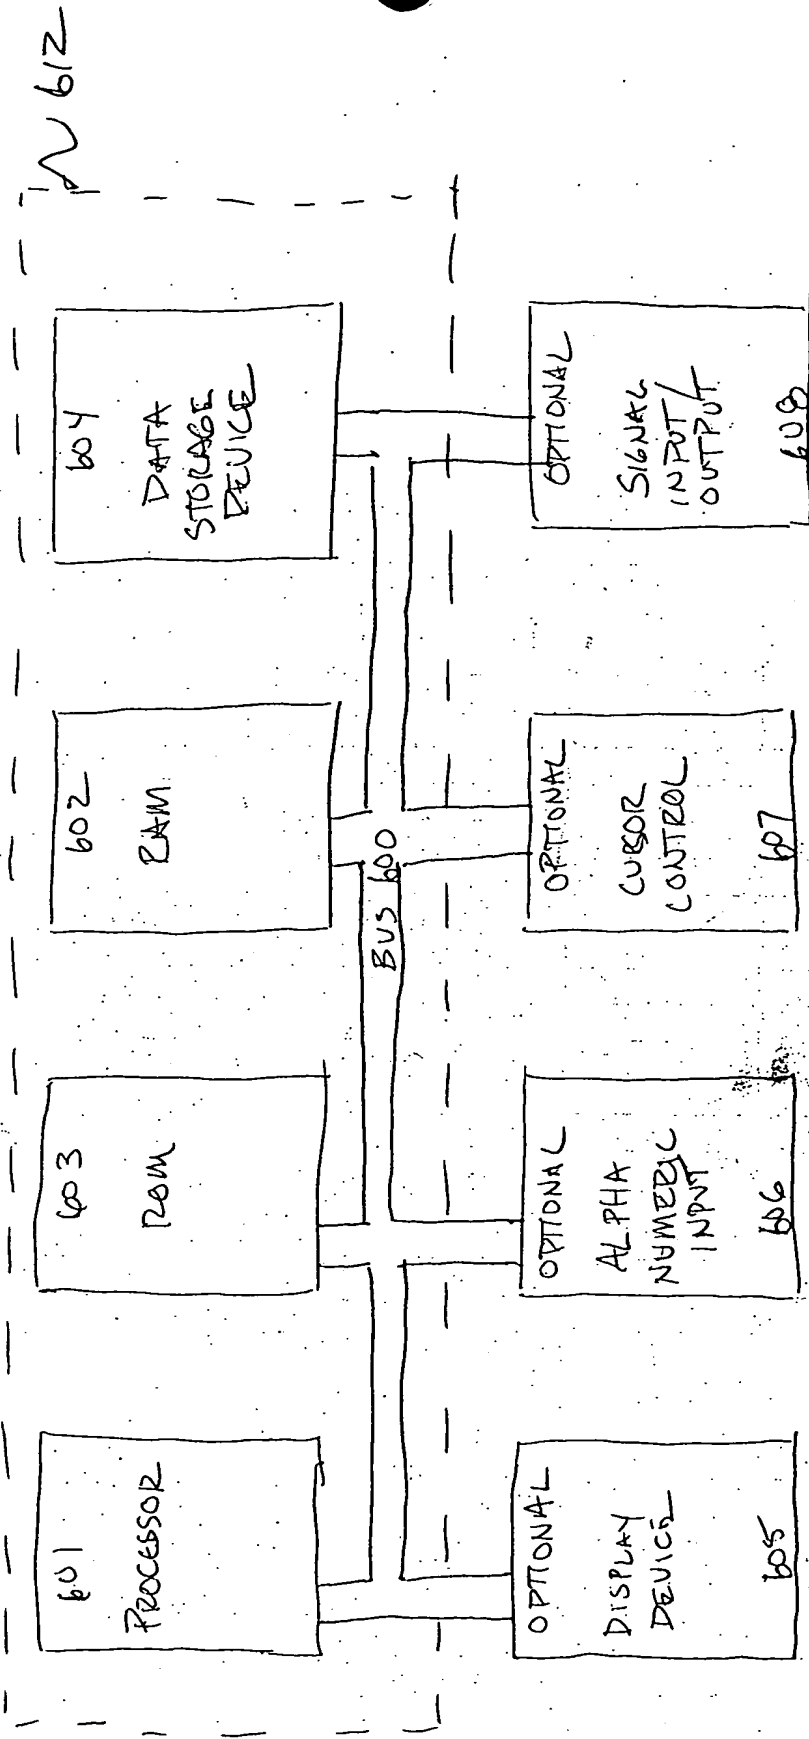 612
601
PROCESSOR
603
ROM
602
RAM
604
DATA
STORAGE
DEVICE
BUS 600
OPTIONAL
DISPLAY
DEVICE
605
OPTIONAL
ALPHA
NUMERIC
INPUT
606
OPTIONAL
CURSOR
CONTROL
607
OPTIONAL
SIGNAL
INPUT/
OUTPUT
608